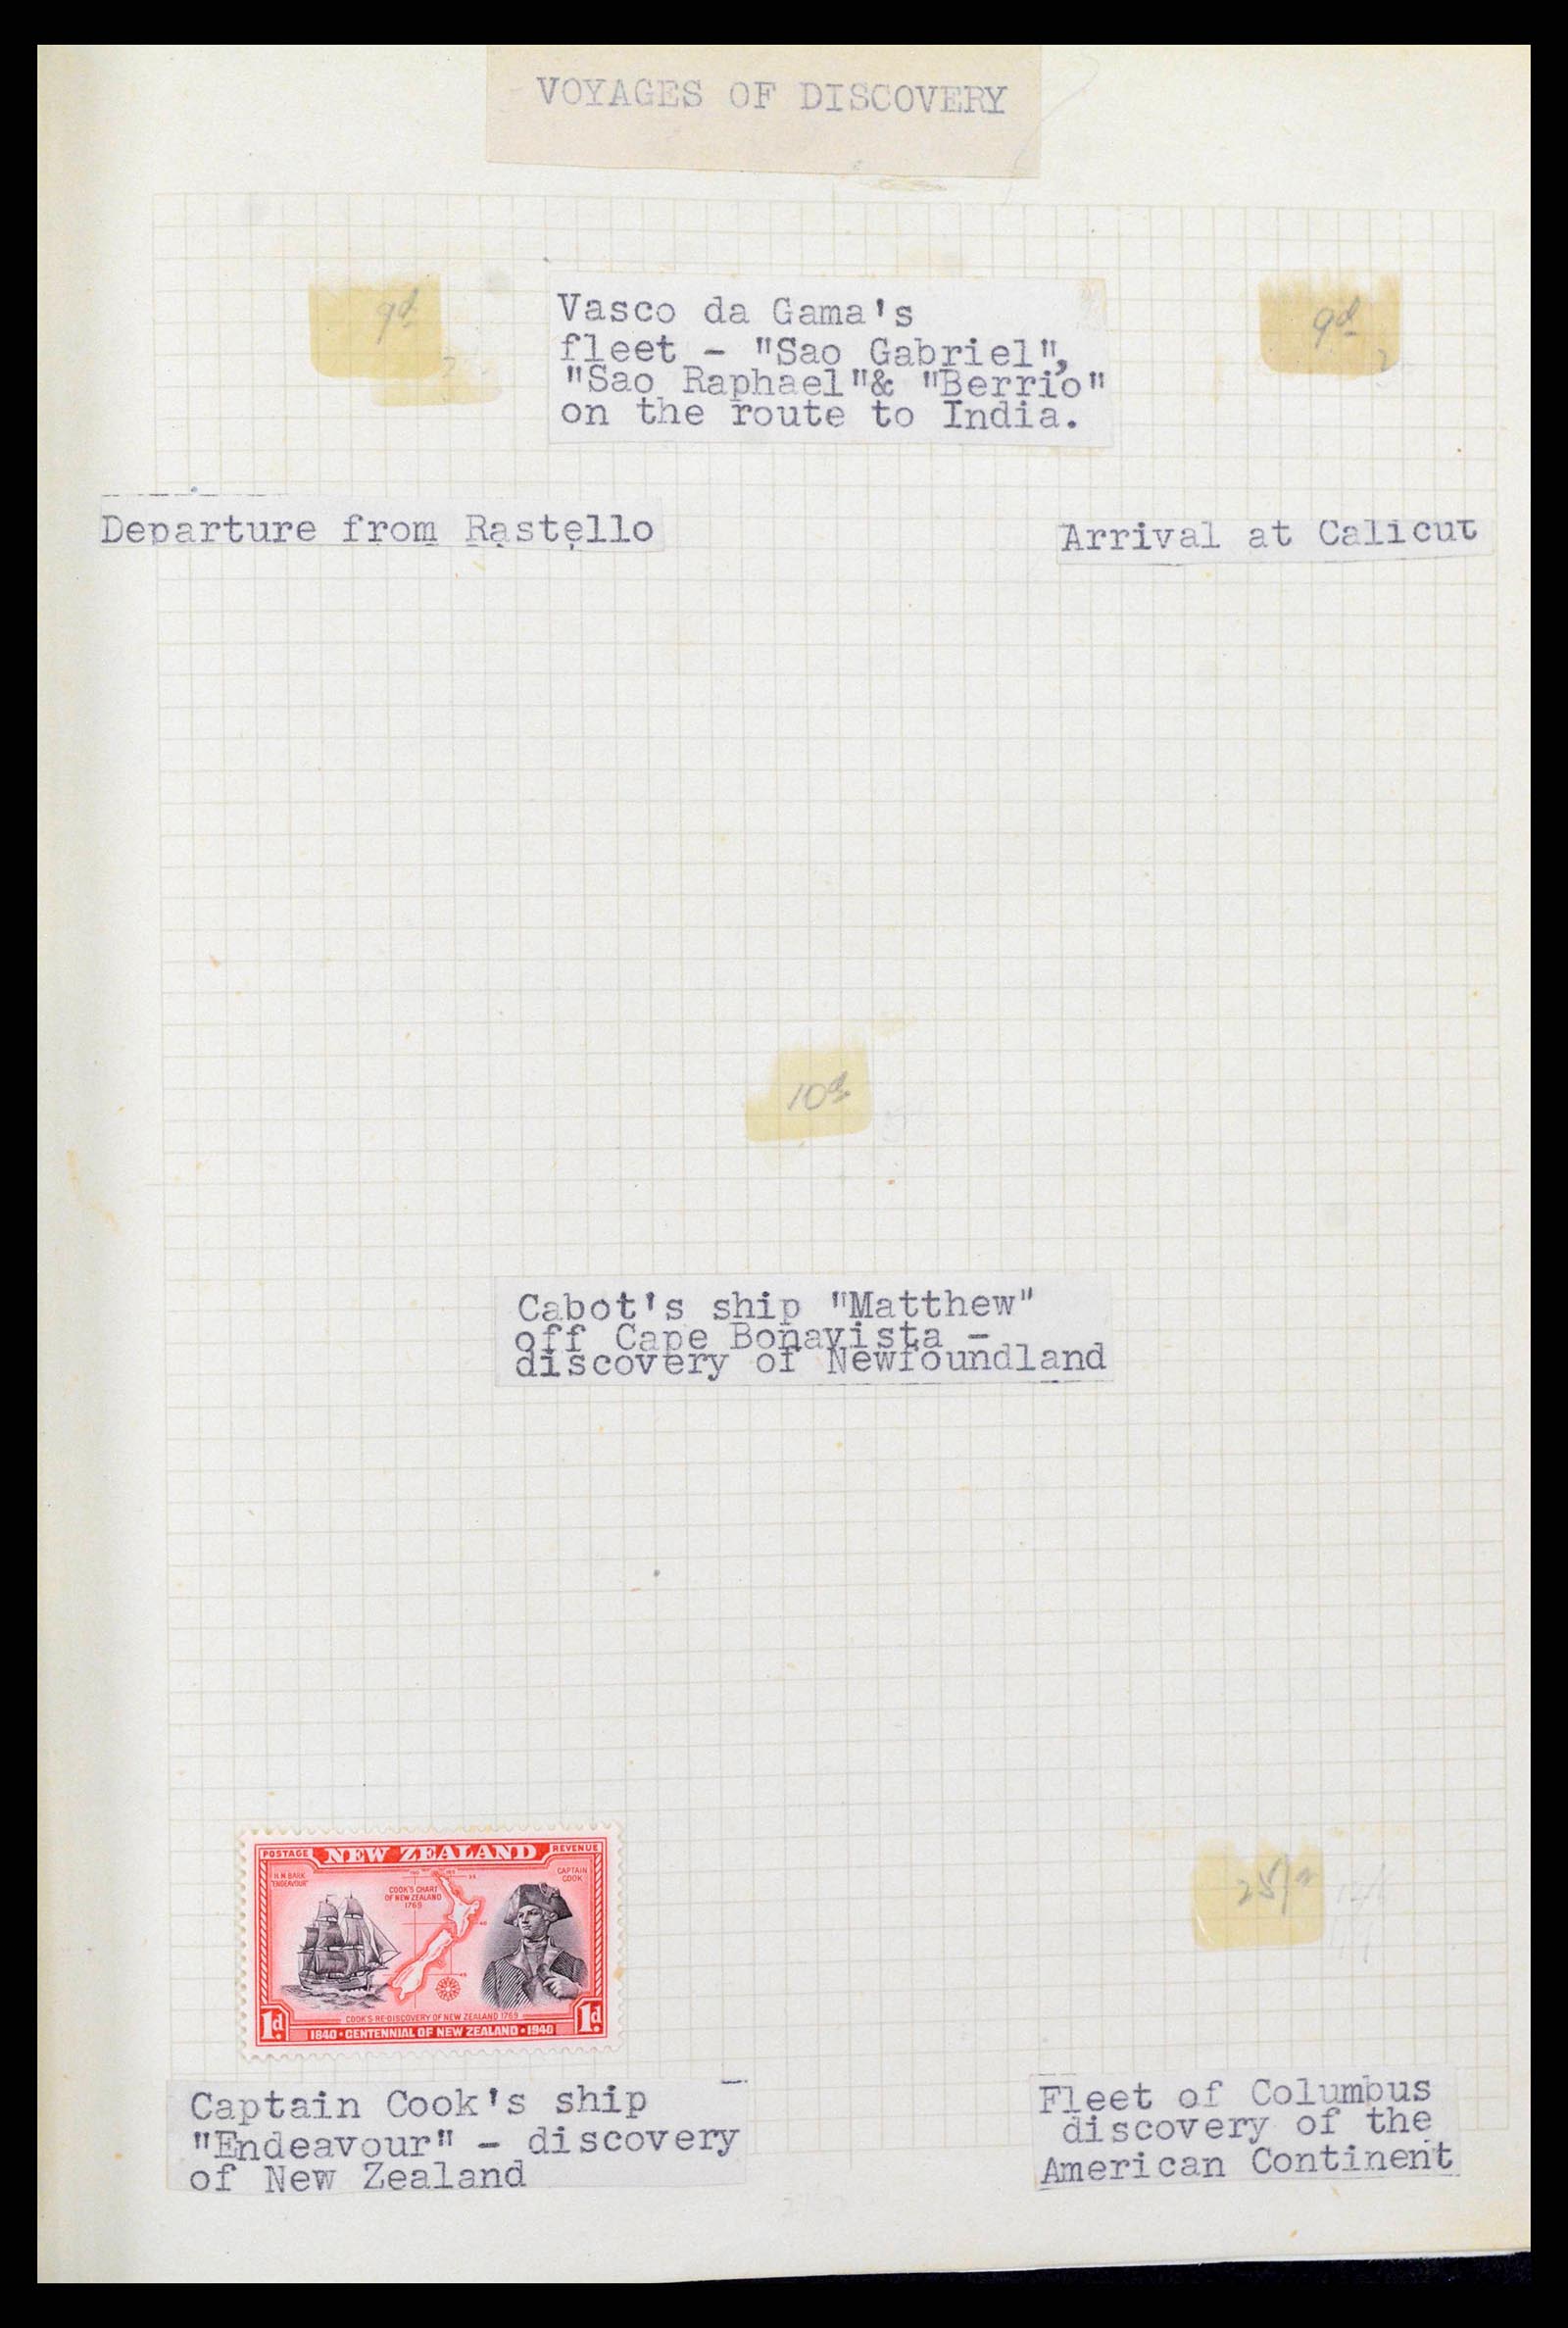 VOYAGES OF DISCOVERY
9d
Vasco da Gama's
fleet - "Sao Gabriel",
"Sao Raphael"& "Berrio"
on the route to India.
9d
Departure from Rastello
Arrival at Calicut
10d
Cabot's ship "Matthew"
off Cape Bonavista -
discovery of Newfoundland
POSTAGE NEW ZEALAND REVENUE
H.M BARK
"ENDEAVOUR"
COOK'S CHART
OF NEW ZEALAND
1769
CAPTAIN
COOK
COOK'S RE-DISCOVERY OF NEW ZEALAND 1769
1d 1840 • CENTENNIAL OF NEW ZEALAND • 1940 1d
Captain Cook's ship
"Endeavour" - discovery
of New Zealand
Fleet of Columbus
discovery of the
American Continent